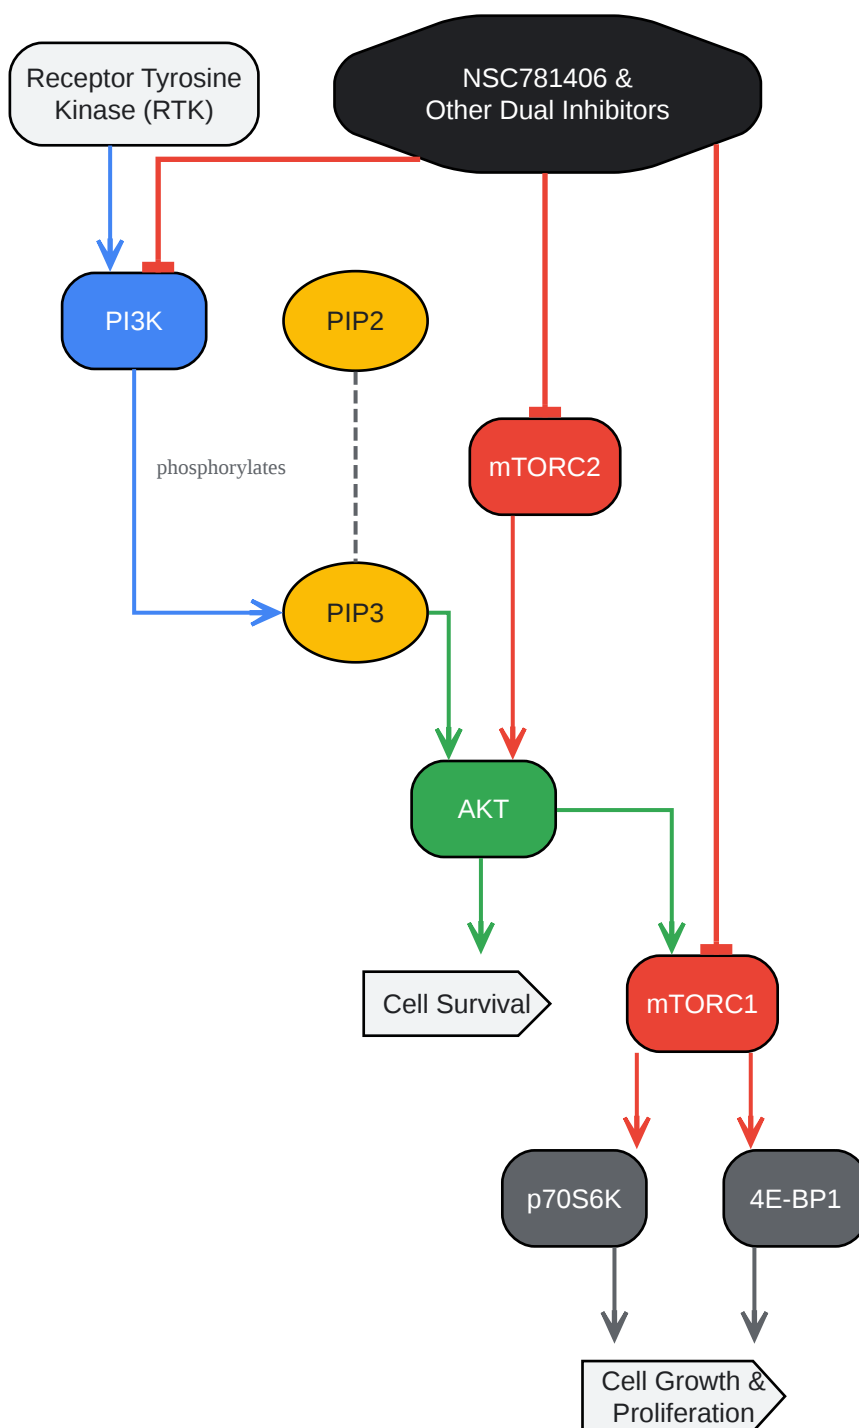 Receptor Tyrosine
Kinase (RTK)
NSC781406 &
Other Dual Inhibitors
PI3K
PIP2
mTORC2
phosphorylates
PIP3
AKT
Cell Survival
mTORC1
p70S6K
4E-BP1
Cell Growth &
Proliferation